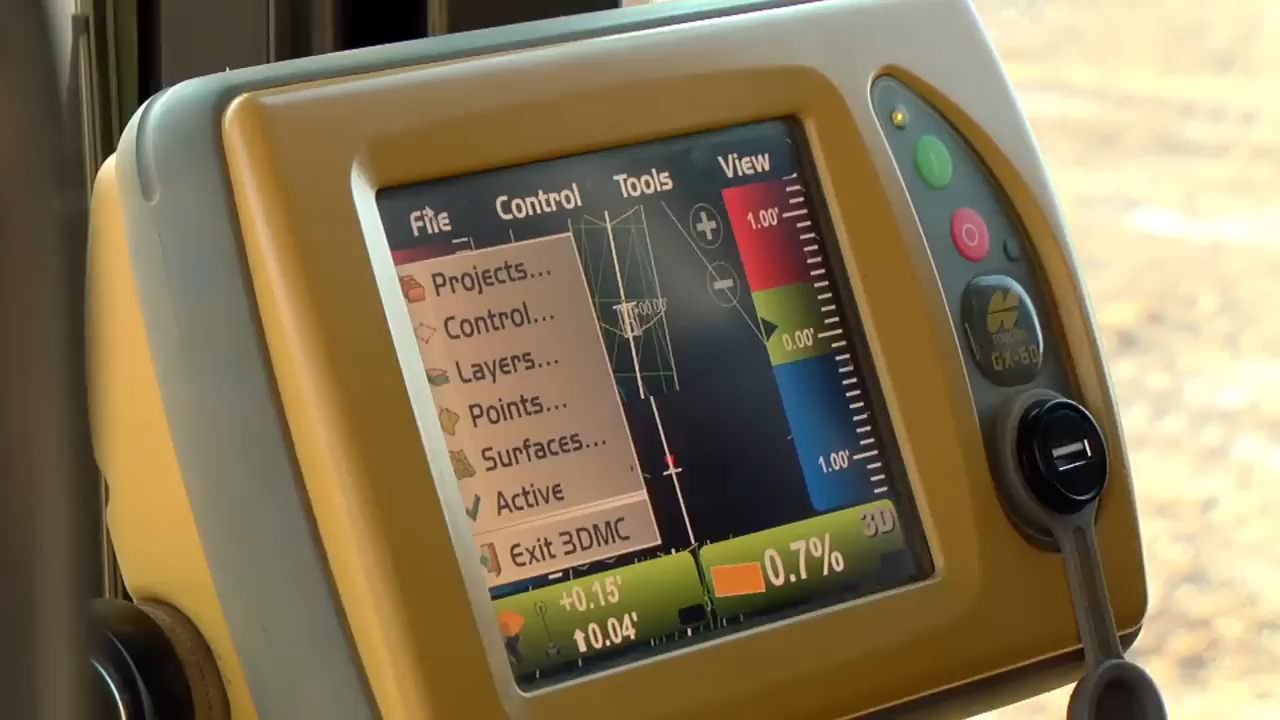 File Control Tools View
Projects...
Control...
Layers...
Points...
Surfaces...
Active
Exit 3DMC
1.00'
0.00'
1.00'
+0.15'
0.04'
0.7%
3D
TOPCON
GX-60